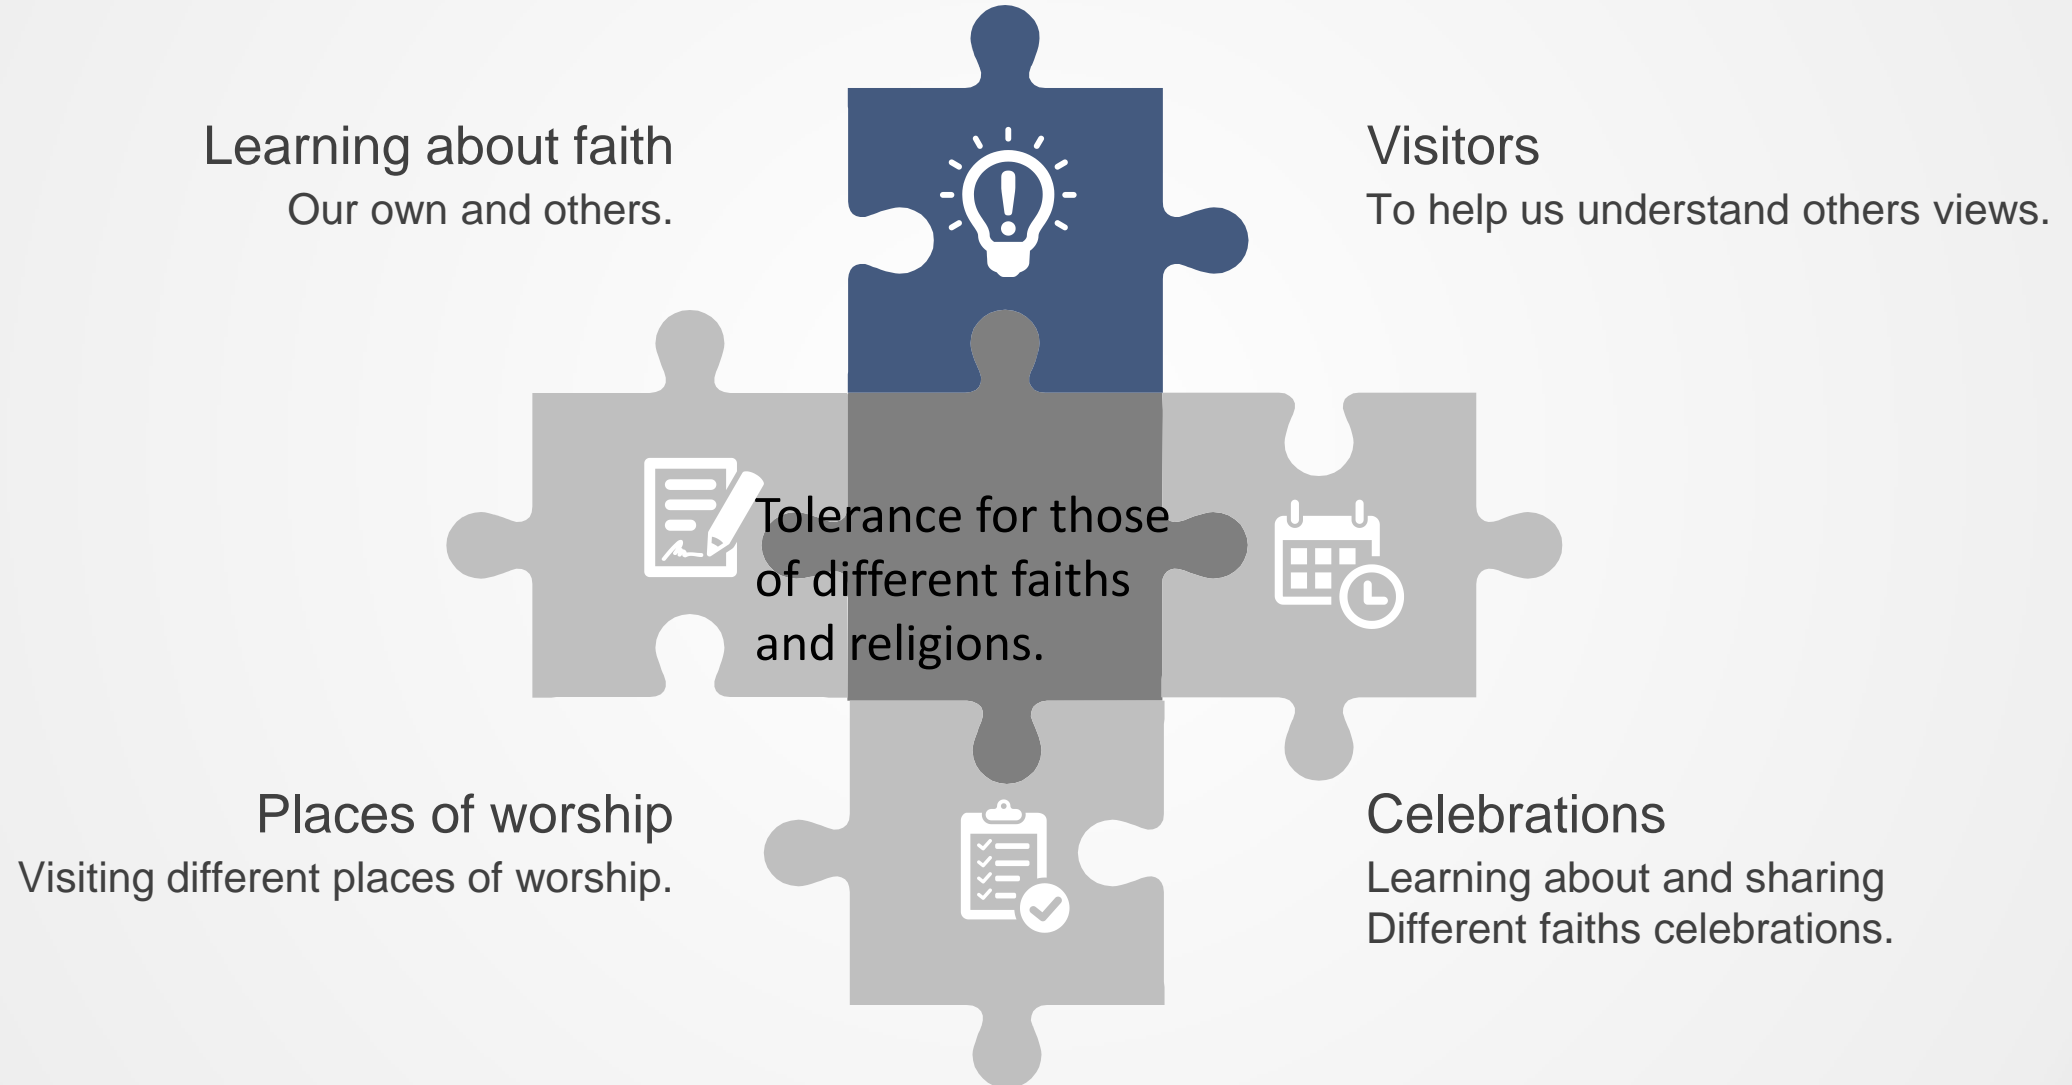 Learning about faith
Our own and others.
Visitors
To help us understand others views.
Tolerance for those
of different faiths
and religions.
Places of worship
Visiting different places of worship.
Celebrations
Learning about and sharing
Different faiths celebrations.